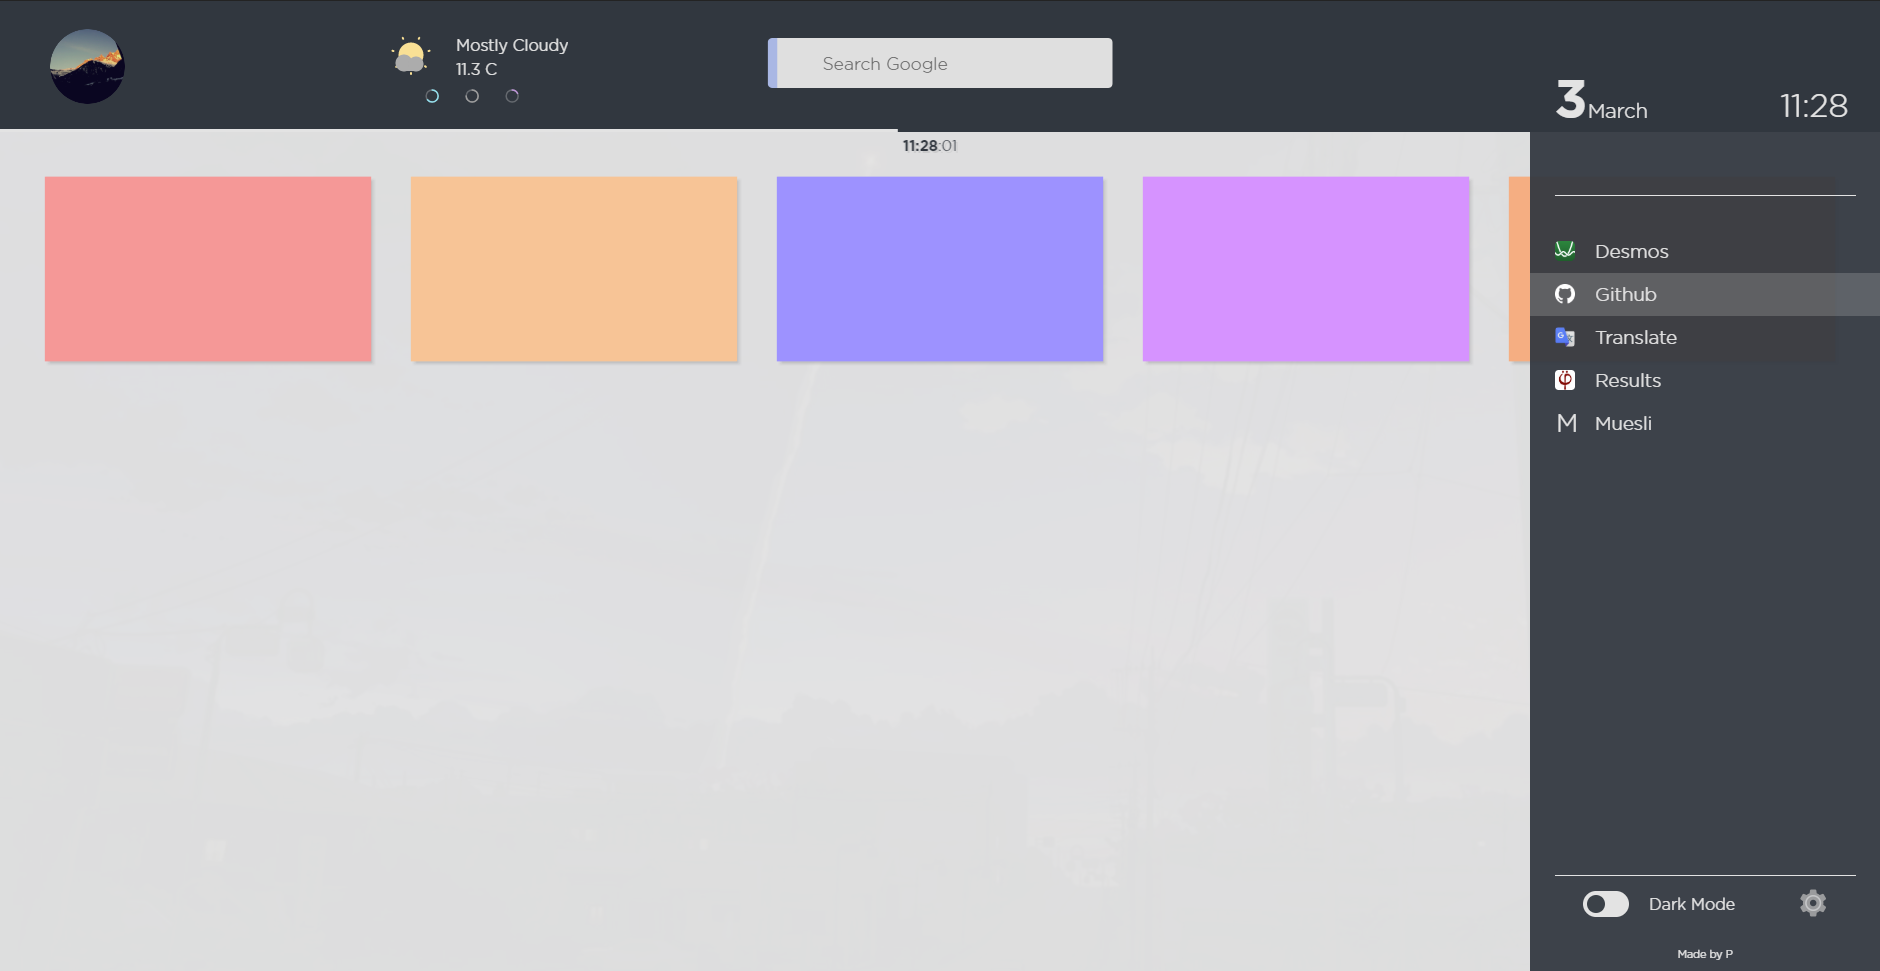 Mostly Cloudy
11.3 C
Search Google
3 March
11:28
11:28:01
Desmos
Github
Translate
Results
M Muesli
Dark Mode
Made by P